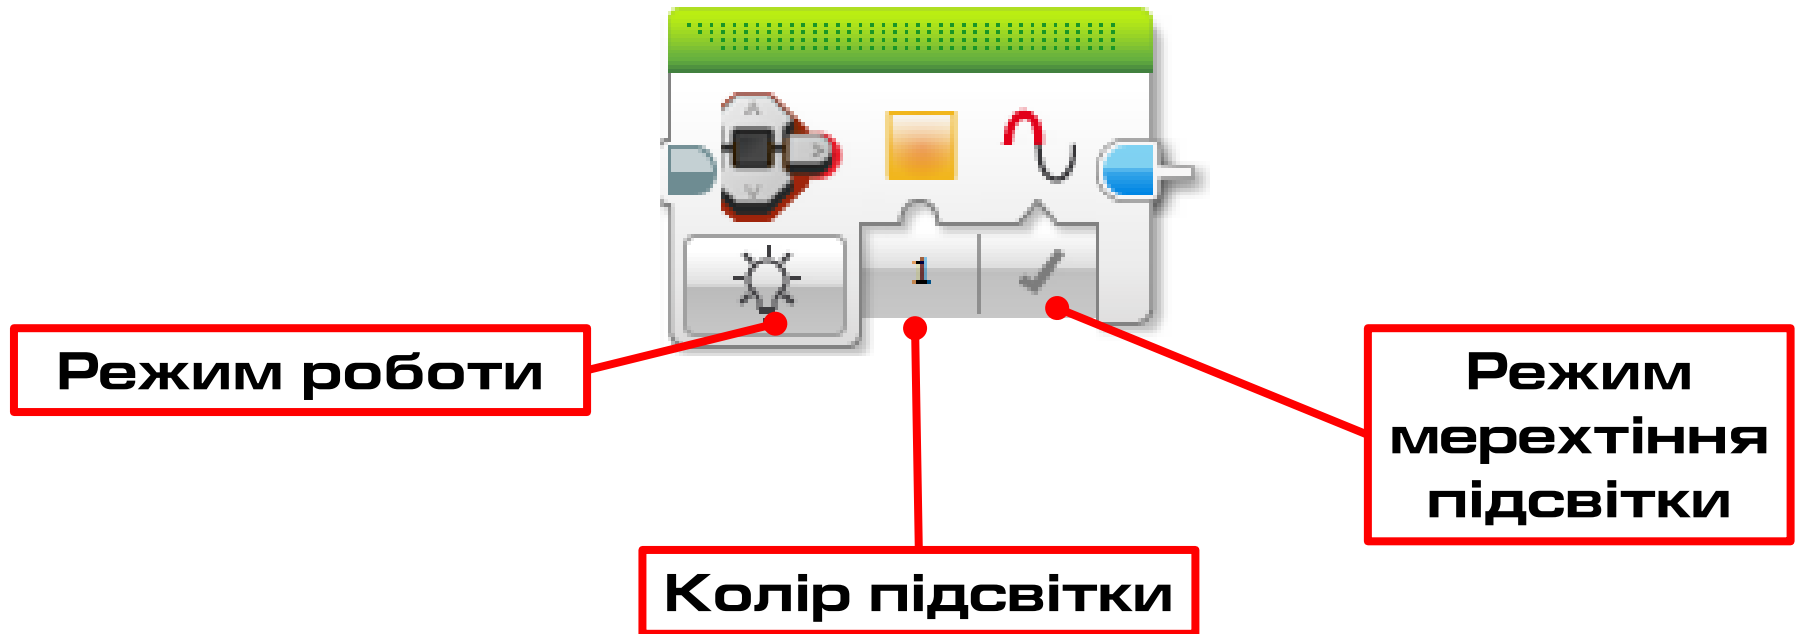 1
Режим роботи
Режим
мерехтіння
підсвітки
Колір підсвітки